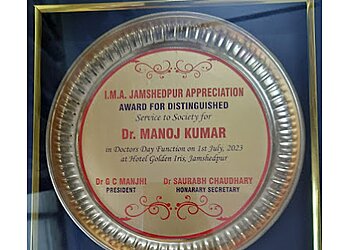 I.M.A. JAMSHEDPUR APPRECIATION
AWARD FOR DISTINGUISHED
Service to Society for
Dr. MANOJ KUMAR
in Doctors Day Function on 1st July, 2023
at Hotel Golden Iris, Jamshedpur
Dr G C MANJHI Dr SAURABH CHAUDHARY
PRESIDENT HONARARY SECRETARY